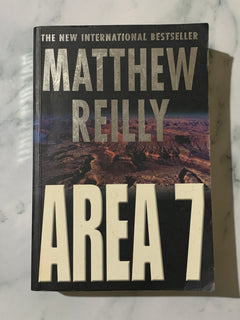 THE NEW INTERNATIONAL BESTSELLER
MATTHEW
REILLY
AREA 7